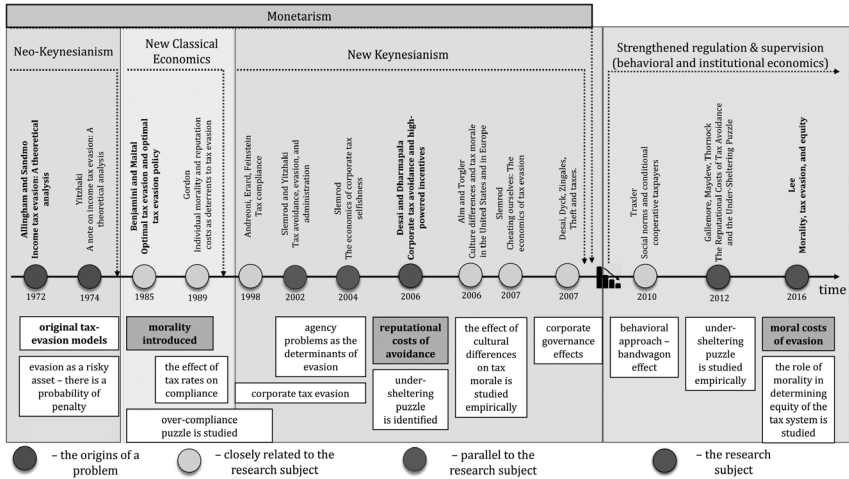 Monetarism
Neo-Keynesianism
New Classical
Economics
New Keynesianism
Strengthened regulation & supervision
(behavioral and institutional economics)
Allingham and Sandmo
Income tax evasion: A theoretical
analysis
Yitzhaki
A note on income tax evasion: A
theoretical analysis
Benjamini and Maital
Optimal tax evasion and optimal
tax evasion policy
Gordon
Individual morality and reputation
costs as deterrents to tax evasion
Andreoni, Erard, Feinstein
Tax compliance
Slemrod and Yitzhaki
Tax avoidance, evasion, and
administration
Slemrod
The economics of corporate tax
selfishness
Desai and Dharmapala
Corporate tax avoidance and high-
powered incentives
Alm and Torgler
Culture differences and tax morale
in the United States and in Europe
Slemrod
Cheating ourselves: The
economics of tax evasion
Desai, Dyck, Zingales,
Theft and taxes.
Traxler
Social norms and conditional
cooperative taxpayers
Gallemore, Maydew, Thornock
The Reputational Costs of Tax Avoidance
and the Under-Sheltering Puzzle
Lee
Morality, tax evasion, and equity
1972
1974
1985
1989
1998
2002
2004
2006
2006
2007
2007
2010
2012
2016
time
original tax-
evasion models
evasion as a risky
asset – there is a
probability of
penalty
morality
introduced
the effect of
tax rates on
compliance
over-compliance
puzzle is studied
agency
problems as the
determinants of
evasion
corporate tax evasion
reputational
costs of
avoidance
under-
sheltering
puzzle
is identified
the effect of
cultural
differences
on tax
morale is
studied
empirically
corporate
governance
effects
behavioral
approach –
bandwagon
effect
under-
sheltering
puzzle
is studied
empirically
moral costs
of evasion
the role of
morality in
determining
equity of the
tax system is
studied
– the origins of a
problem
– closely related to the
research subject
– parallel to the
research subject
– the research
subject